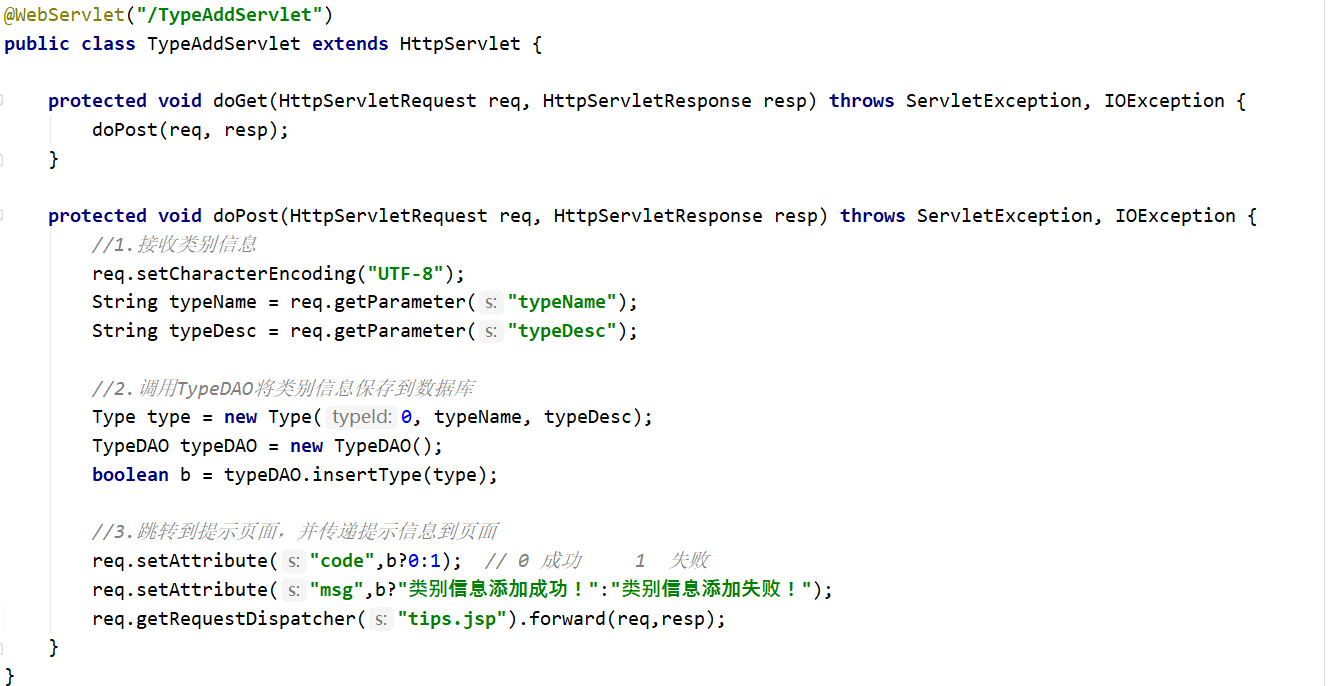 @WebServlet("/TypeAddServlet")
public class TypeAddServlet extends HttpServlet {
protected void doGet(HttpServletRequest req, HttpServletResponse resp) throws ServletException, IOException {
doPost(req, resp);
}
protected void doPost(HttpServletRequest req, HttpServletResponse resp) throws ServletException, IOException {
//1.接收类别信息
req.setCharacterEncoding("UTF-8");
String typeName = req.getParameter( s: "typeName");
String typeDesc = req.getParameter( s: "typeDesc");
//2.调用TypeDAO将类别信息保存到数据库
Type type = new Type( typeId: 0, typeName, typeDesc);
TypeDAO typeDAO = new TypeDAO();
boolean b = typeDAO.insertType(type);
//3.跳转到提示页面，并传递提示信息到页面
req.setAttribute( s: "code",b?0:1);  // 0 成功     1  失败
req.setAttribute( s: "msg",b?"类别信息添加成功！":"类别信息添加失败！");
req.getRequestDispatcher( s: "tips.jsp").forward(req,resp);
}
}